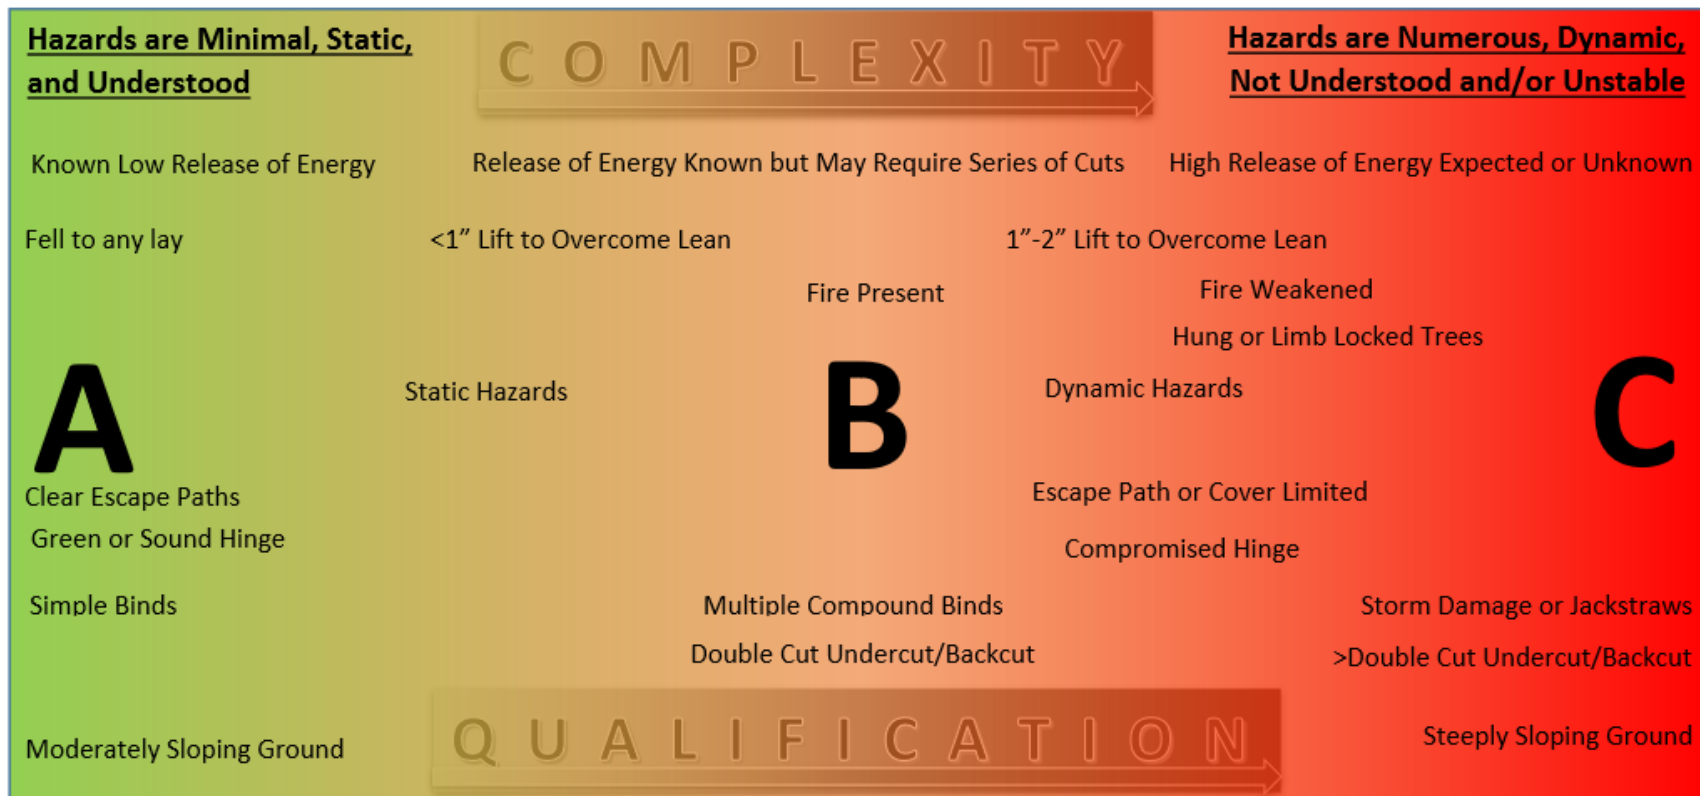 Hazards are Minimal, Static,
and Understood
COMPLEXITY
Hazards are Numerous, Dynamic,
Not Understood and/or Unstable
Known Low Release of Energy
Release of Energy Known but May Require Series of Cuts
High Release of Energy Expected or Unknown
Fell to any lay
<1” Lift to Overcome Lean
1”-2” Lift to Overcome Lean
Fire Present
Fire Weakened
Hung or Limb Locked Trees
A
Static Hazards
B
Dynamic Hazards
C
Clear Escape Paths
Escape Path or Cover Limited
Green or Sound Hinge
Compromised Hinge
Simple Binds
Multiple Compound Binds
Storm Damage or Jackstraws
Double Cut Undercut/Backcut
>Double Cut Undercut/Backcut
QUALIFICATION
Moderately Sloping Ground
Steeply Sloping Ground